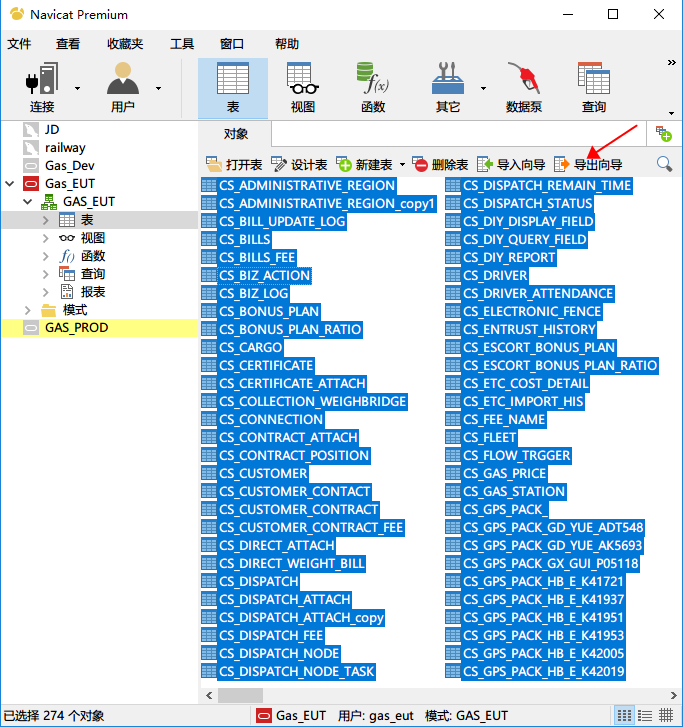 Navicat Premium
文件 查看 收藏夹 工具 窗口 帮助
连接 用户 表 视图 函数 其它 数据泵 查询
对象
打开表 设计表 新建表 删除表 导入向导 导出向导
JD
railway
Gas_Dev
Gas_EUT
GAS_EUT
表
视图
函数
查询
报表
模式
GAS_PROD
CS_ADMINISTRATIVE_REGION
CS_ADMINISTRATIVE_REGION_copy1
CS_BILL_UPDATE_LOG
CS_BILLS
CS_BILLS_FEE
CS_BIZ_ACTION
CS_BIZ_LOG
CS_BONUS_PLAN
CS_BONUS_PLAN_RATIO
CS_CARGO
CS_CERTIFICATE
CS_CERTIFICATE_ATTACH
CS_COLLECTION_WEIGHBRIDGE
CS_CONNECTION
CS_CONTRACT_ATTACH
CS_CONTRACT_POSITION
CS_CUSTOMER
CS_CUSTOMER_CONTACT
CS_CUSTOMER_CONTRACT
CS_CUSTOMER_CONTRACT_FEE
CS_DIRECT_ATTACH
CS_DIRECT_WEIGHT_BILL
CS_DISPATCH
CS_DISPATCH_ATTACH
CS_DISPATCH_ATTACH_copy
CS_DISPATCH_FEE
CS_DISPATCH_NODE
CS_DISPATCH_NODE_TASK
CS_DISPATCH_REMAIN_TIME
CS_DISPATCH_STATUS
CS_DIY_DISPLAY_FIELD
CS_DIY_QUERY_FIELD
CS_DIY_REPORT
CS_DRIVER
CS_DRIVER_ATTENDANCE
CS_ELECTRONIC_FENCE
CS_ENTRUST_HISTORY
CS_ESCORT_BONUS_PLAN
CS_ESCORT_BONUS_PLAN_RATIO
CS_ETC_COST_DETAIL
CS_ETC_IMPORT_HIS
CS_FEE_NAME
CS_FLEET
CS_FLOW_TRGGER
CS_GAS_PRICE
CS_GAS_STATION
CS_GPS_PACK_
CS_GPS_PACK_GD_YUE_ADT548
CS_GPS_PACK_GD_YUE_AK5693
CS_GPS_PACK_GX_GUI_P05118
CS_GPS_PACK_HB_E_K41721
CS_GPS_PACK_HB_E_K41937
CS_GPS_PACK_HB_E_K41951
CS_GPS_PACK_HB_E_K41953
CS_GPS_PACK_HB_E_K42005
CS_GPS_PACK_HB_E_K42019
已选择 274 个对象 Gas_EUT 用户: gas_eut 模式: GAS_EUT